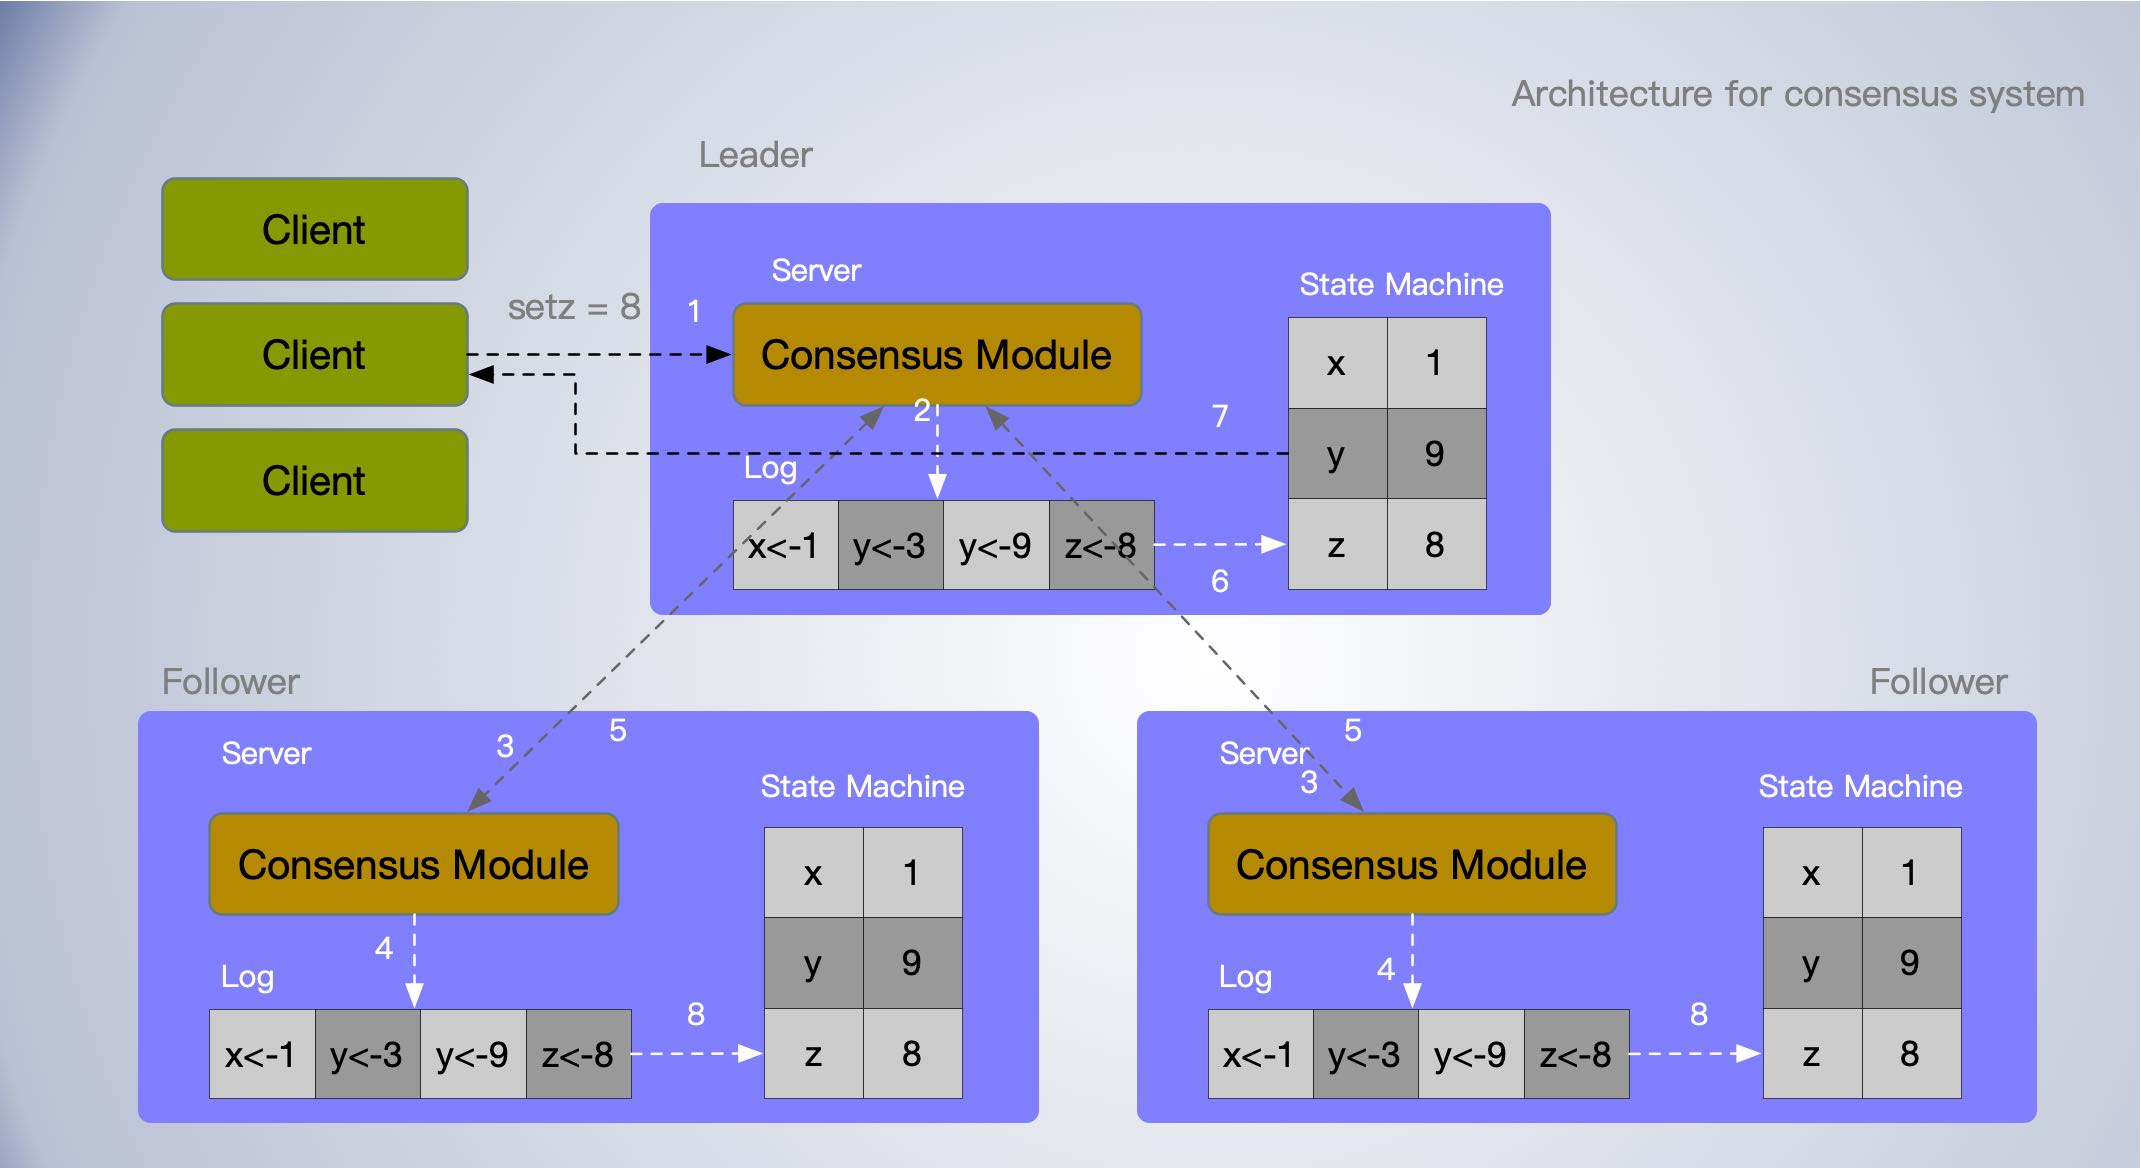 Architecture for consensus system
Leader
Client
Client
Client
setz = 8
1
Server
Consensus Module
State Machine
x 1
y 9
z 8
2
7
Log
x<-1 y<-3 y<-9 z<-8
6
Follower
3
5
Server
Consensus Module
State Machine
x 1
y 9
z 8
4
Log
x<-1 y<-3 y<-9 z<-8
8
Follower
5
Server
3
Consensus Module
State Machine
x 1
y 9
z 8
4
Log
x<-1 y<-3 y<-9 z<-8
8